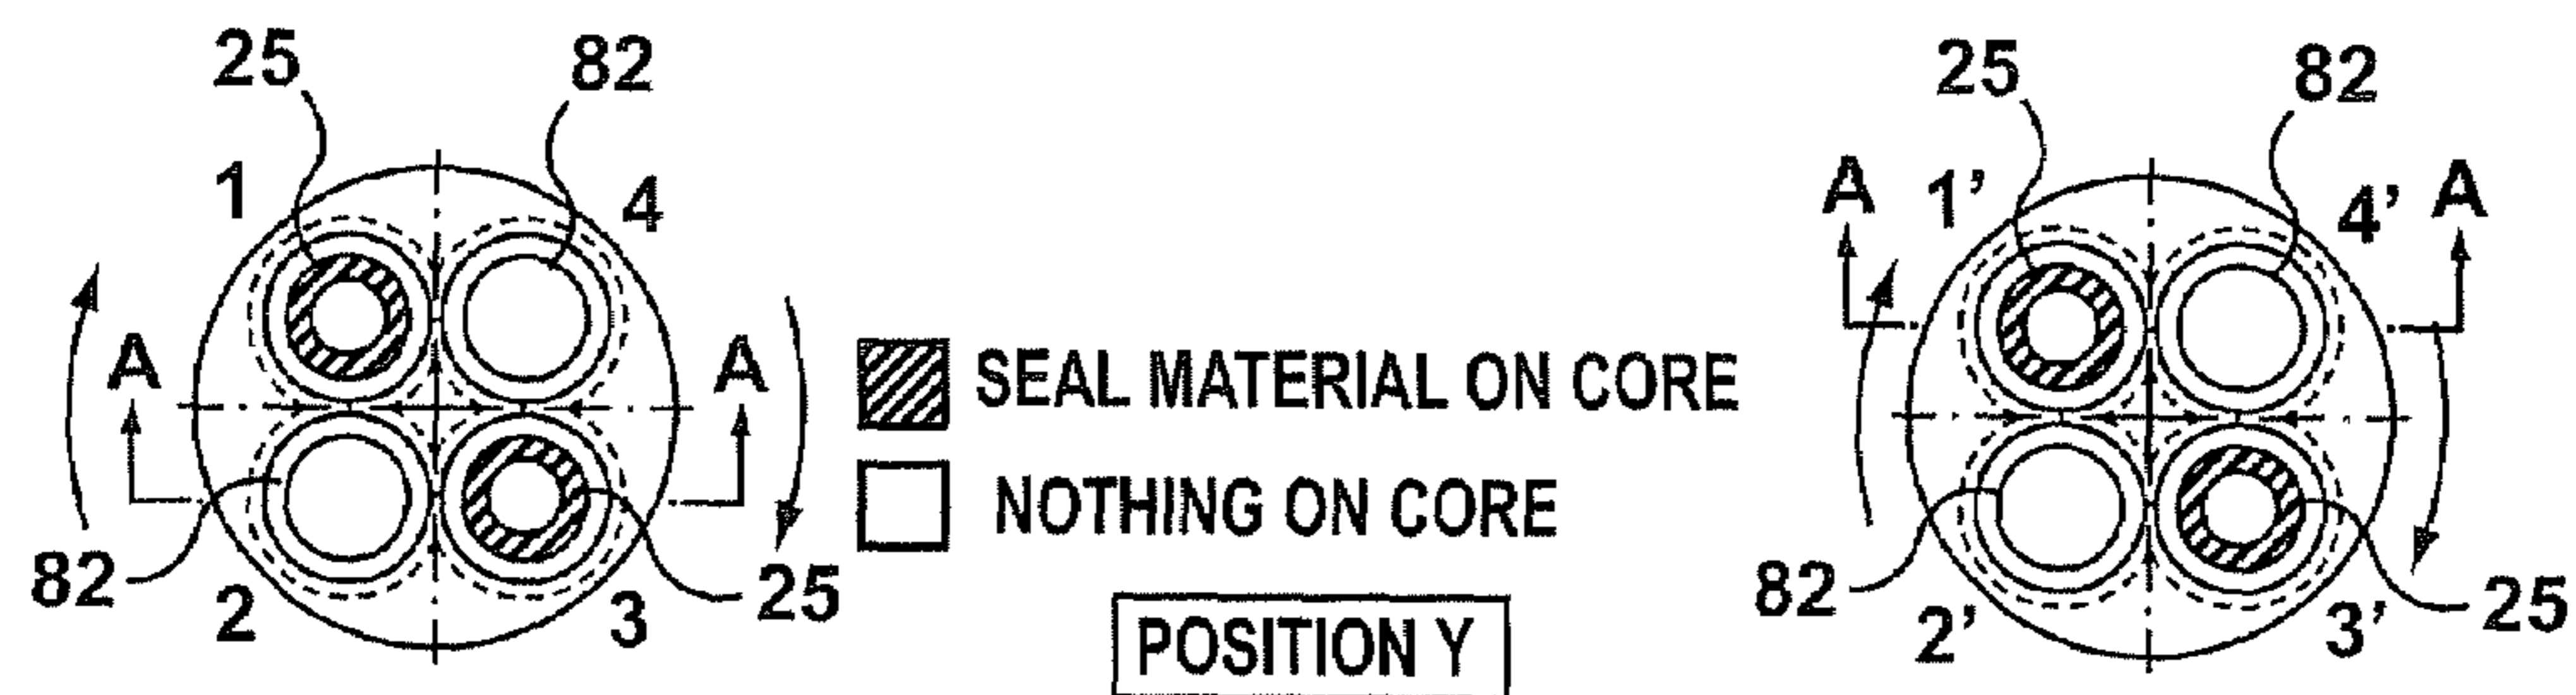 25 82
1 4
A A
82 2 3 25
SEAL MATERIAL ON CORE
NOTHING ON CORE
POSITION Y
25 82
A 1’ 4’ A
82 2’ 3’ 25